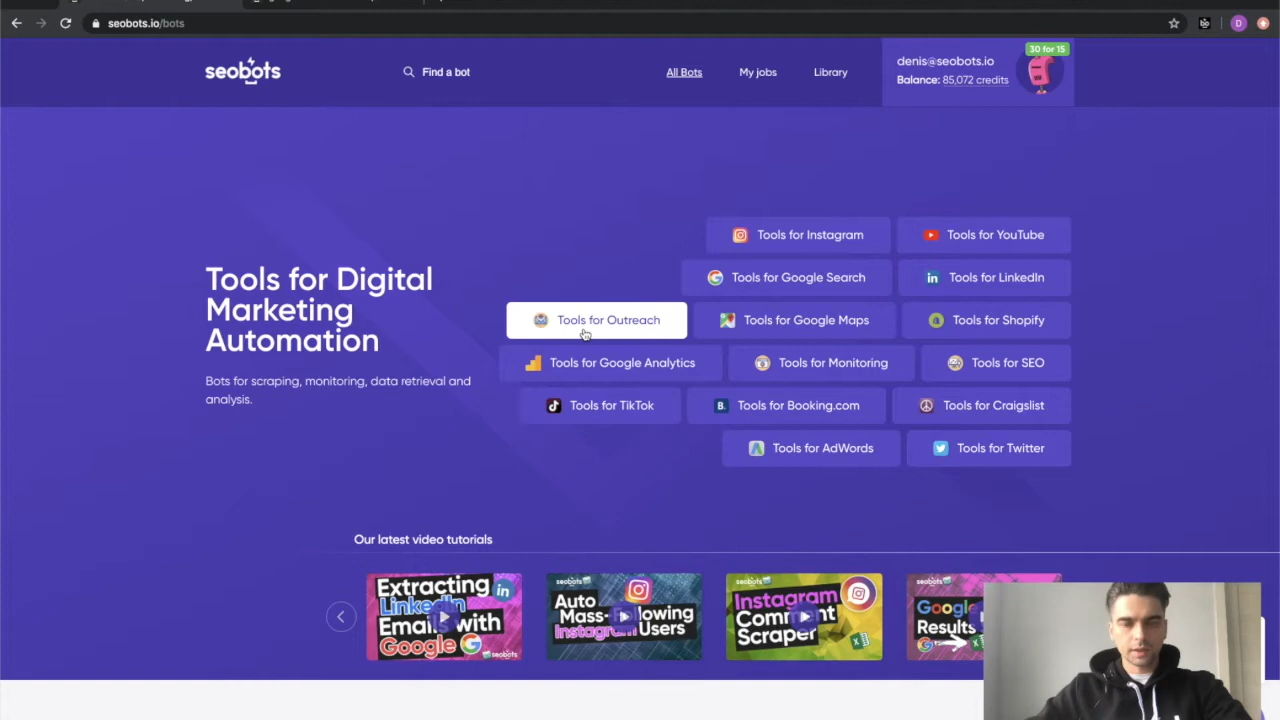 seobots.io/bots
D
seobots
Find a bot
All Bots
My jobs
Library
30 for 15
denis@seobots.io
Balance: 85,072 credits
Tools for Digital
Marketing
Automation
Bots for scraping, monitoring, data retrieval and
analysis.
Tools for Instagram
Tools for YouTube
Tools for Google Search
Tools for LinkedIn
Tools for Outreach
Tools for Google Maps
Tools for Shopify
Tools for Google Analytics
Tools for Monitoring
Tools for SEO
Tools for TikTok
Tools for Booking.com
Tools for Craigslist
Tools for AdWords
Tools for Twitter
Our latest video tutorials
Extracting
LinkedIn
Emails with
Google
seobots
seobots
Auto
Mass-Following
Instagram Users
seobots
Instagram
Comment
Scraper
seobots
Google
Results